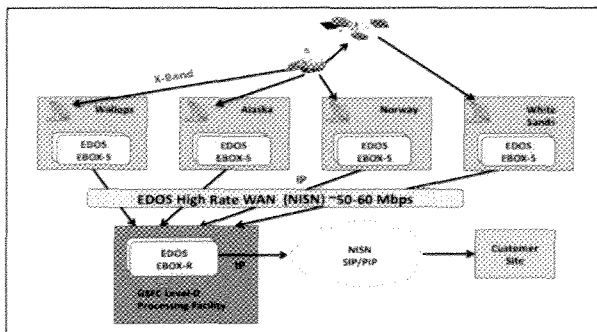 X-Band
Wallops
Alaska
Norway
White
Sands
EDOS
EBOX-S
EDOS
EBOX-S
EDOS
EBOX-S
EDOS
EBOX-S
IP
EDOS High Rate WAN (NISN) ~50-60 Mbps
EDOS
EBOX-R
IP
GSFC Level-0
Processing Facility
NISN
SIP/PIP
Customer
Site